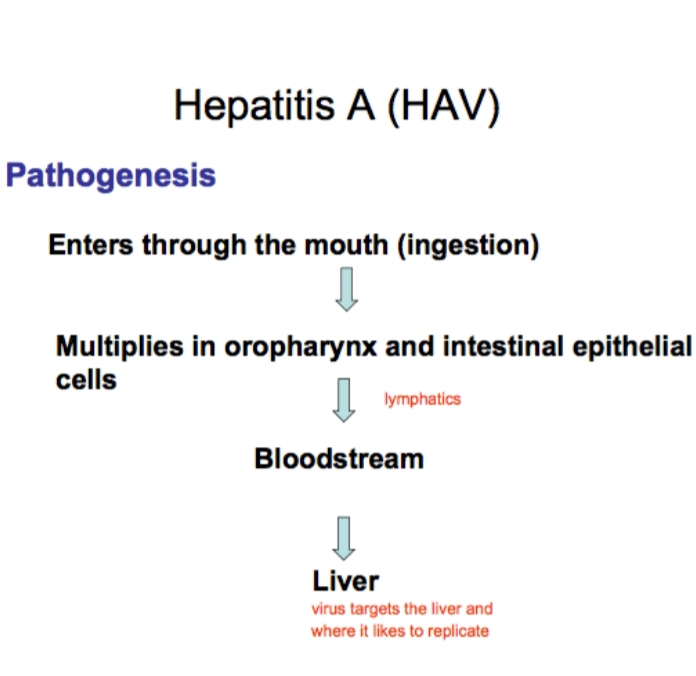 Hepatitis A (HAV)
Pathogenesis
Enters through the mouth (ingestion)
Multiplies in oropharynx and intestinal epithelial
cells
lymphatics
Bloodstream
Liver
virus targets the liver and
where it likes to replicate